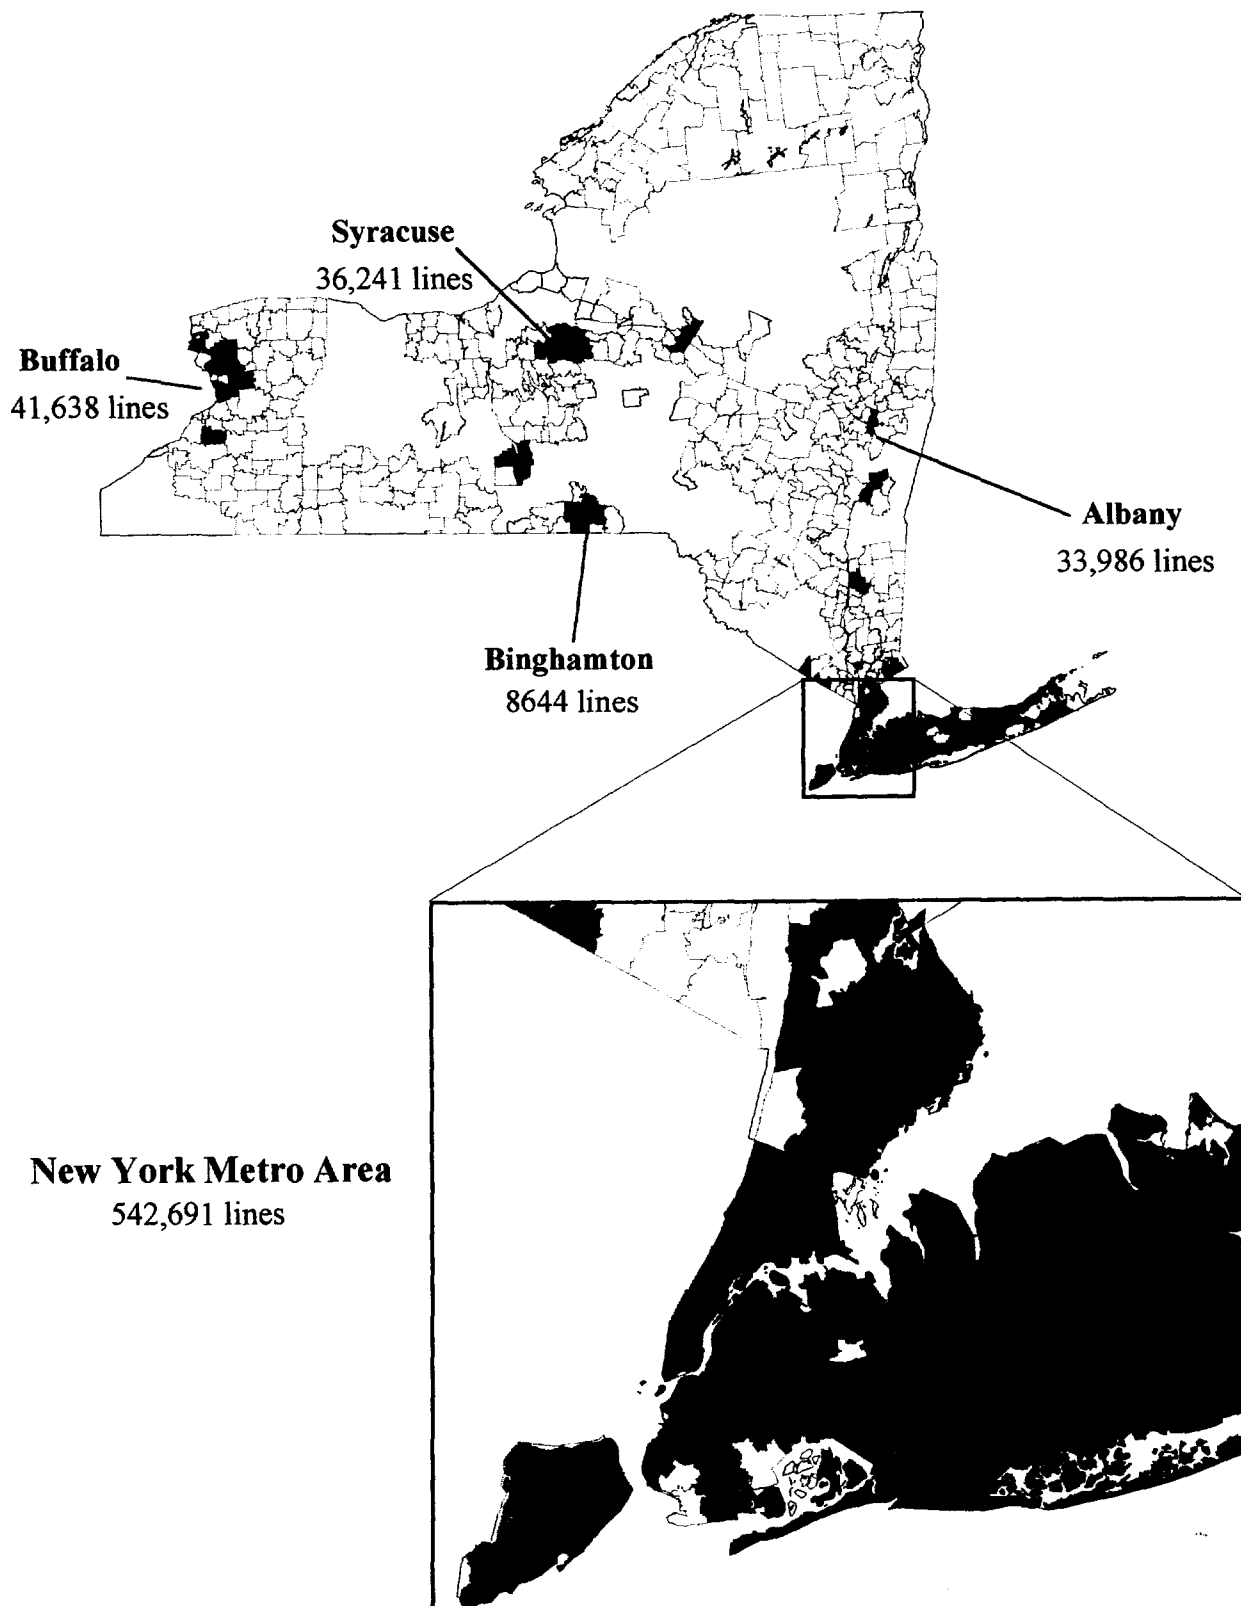 Syracuse
36,241 lines
Buffalo
41,638 lines
Albany
33,986 lines
Binghamton
8644 lines
New York Metro Area
542,691 lines